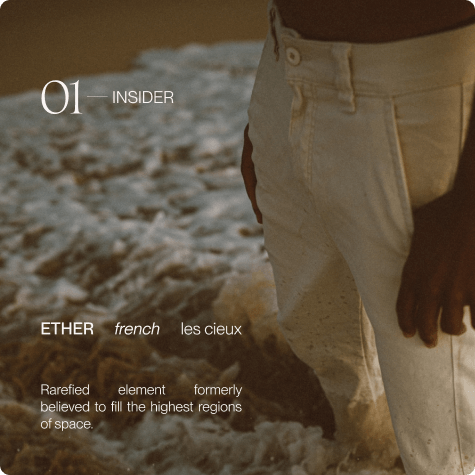 01 — INSIDER
ETHER french les cieux
Rarefied element formerly
believed to fill the highest regions
of space.